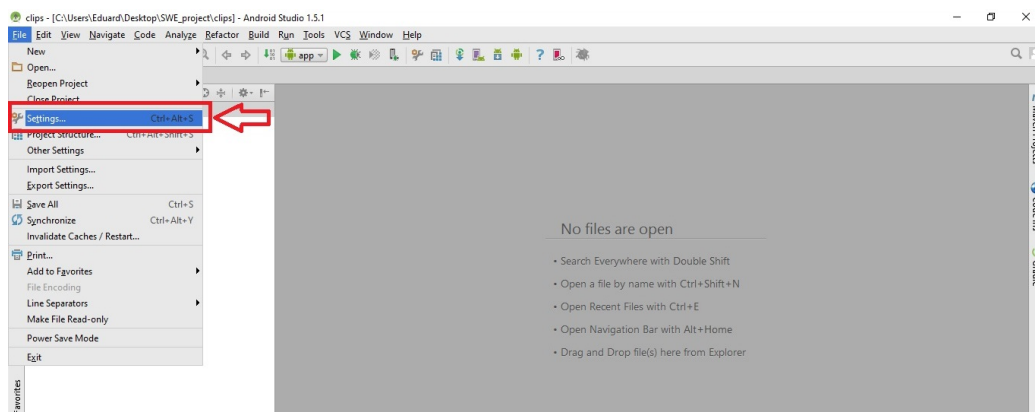 clips - [C:\Users\Eduard\Desktop\SWE_project\clips] - Android Studio 1.5.1
File Edit View Navigate Code Analyze Refactor Build Run Tools VCS Window Help
New
app
Open...
Reopen Project
Close Project
Settings... Ctrl+Alt+S
Project Structure... Ctrl+Alt+Shift+S
Other Settings
Import Settings...
Export Settings...
Save All Ctrl+S
Synchronize Ctrl+Alt+Y
Invalidate Caches / Restart...
Print...
Add to Favorites
File Encoding
Line Separators
Make File Read-only
Power Save Mode
Exit
Favorites
No files are open
• Search Everywhere with Double Shift
• Open a file by name with Ctrl+Shift+N
• Open Recent Files with Ctrl+E
• Open Navigation Bar with Alt+Home
• Drag and Drop file(s) here from Explorer